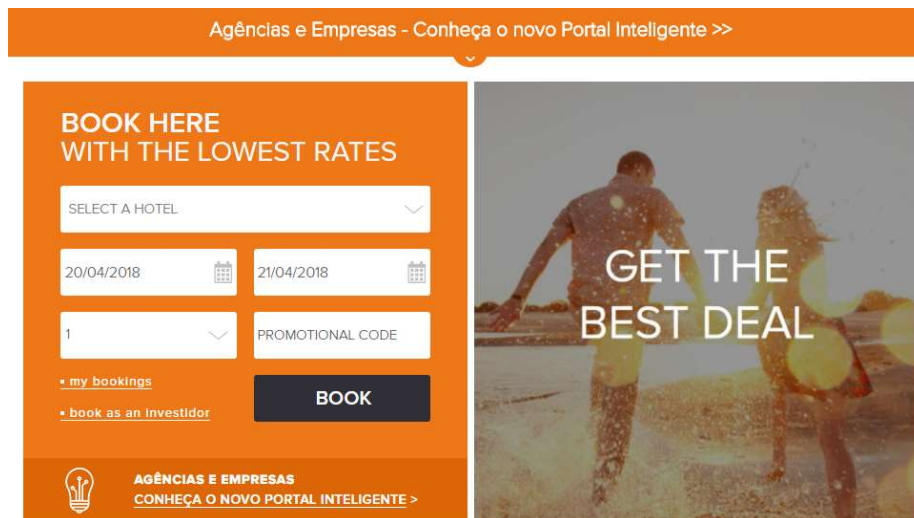 Agências e Empresas - Conheça o novo Portal Inteligente >>
BOOK HERE
WITH THE LOWEST RATES
SELECT A HOTEL
20/04/2018
21/04/2018
1
PROMOTIONAL CODE
▪ my bookings
▪ book as an investidor
BOOK
AGÊNCIAS E EMPRESAS
CONHEÇA O NOVO PORTAL INTELIGENTE >
GET THE
BEST DEAL